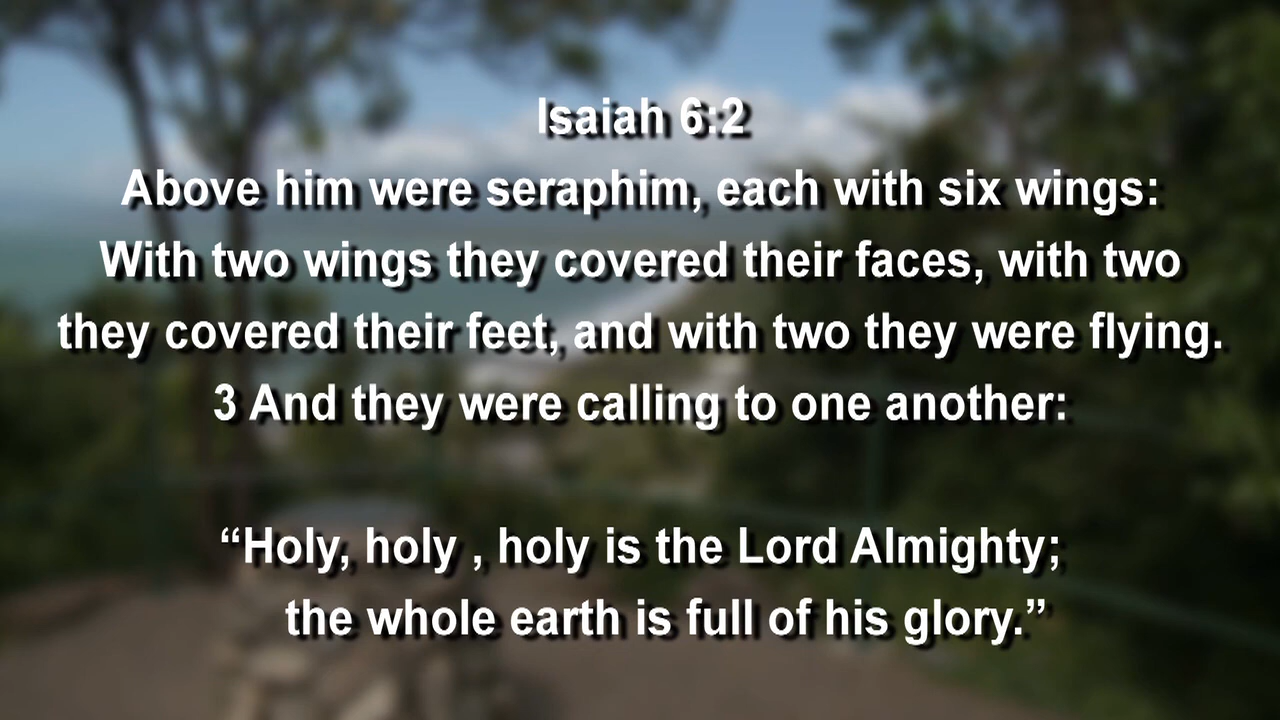 Isaiah 6:2
Above him were seraphim, each with six wings:
With two wings they covered their faces, with two
they covered their feet, and with two they were flying.
3 And they were calling to one another:
“Holy, holy , holy is the Lord Almighty;
the whole earth is full of his glory.”